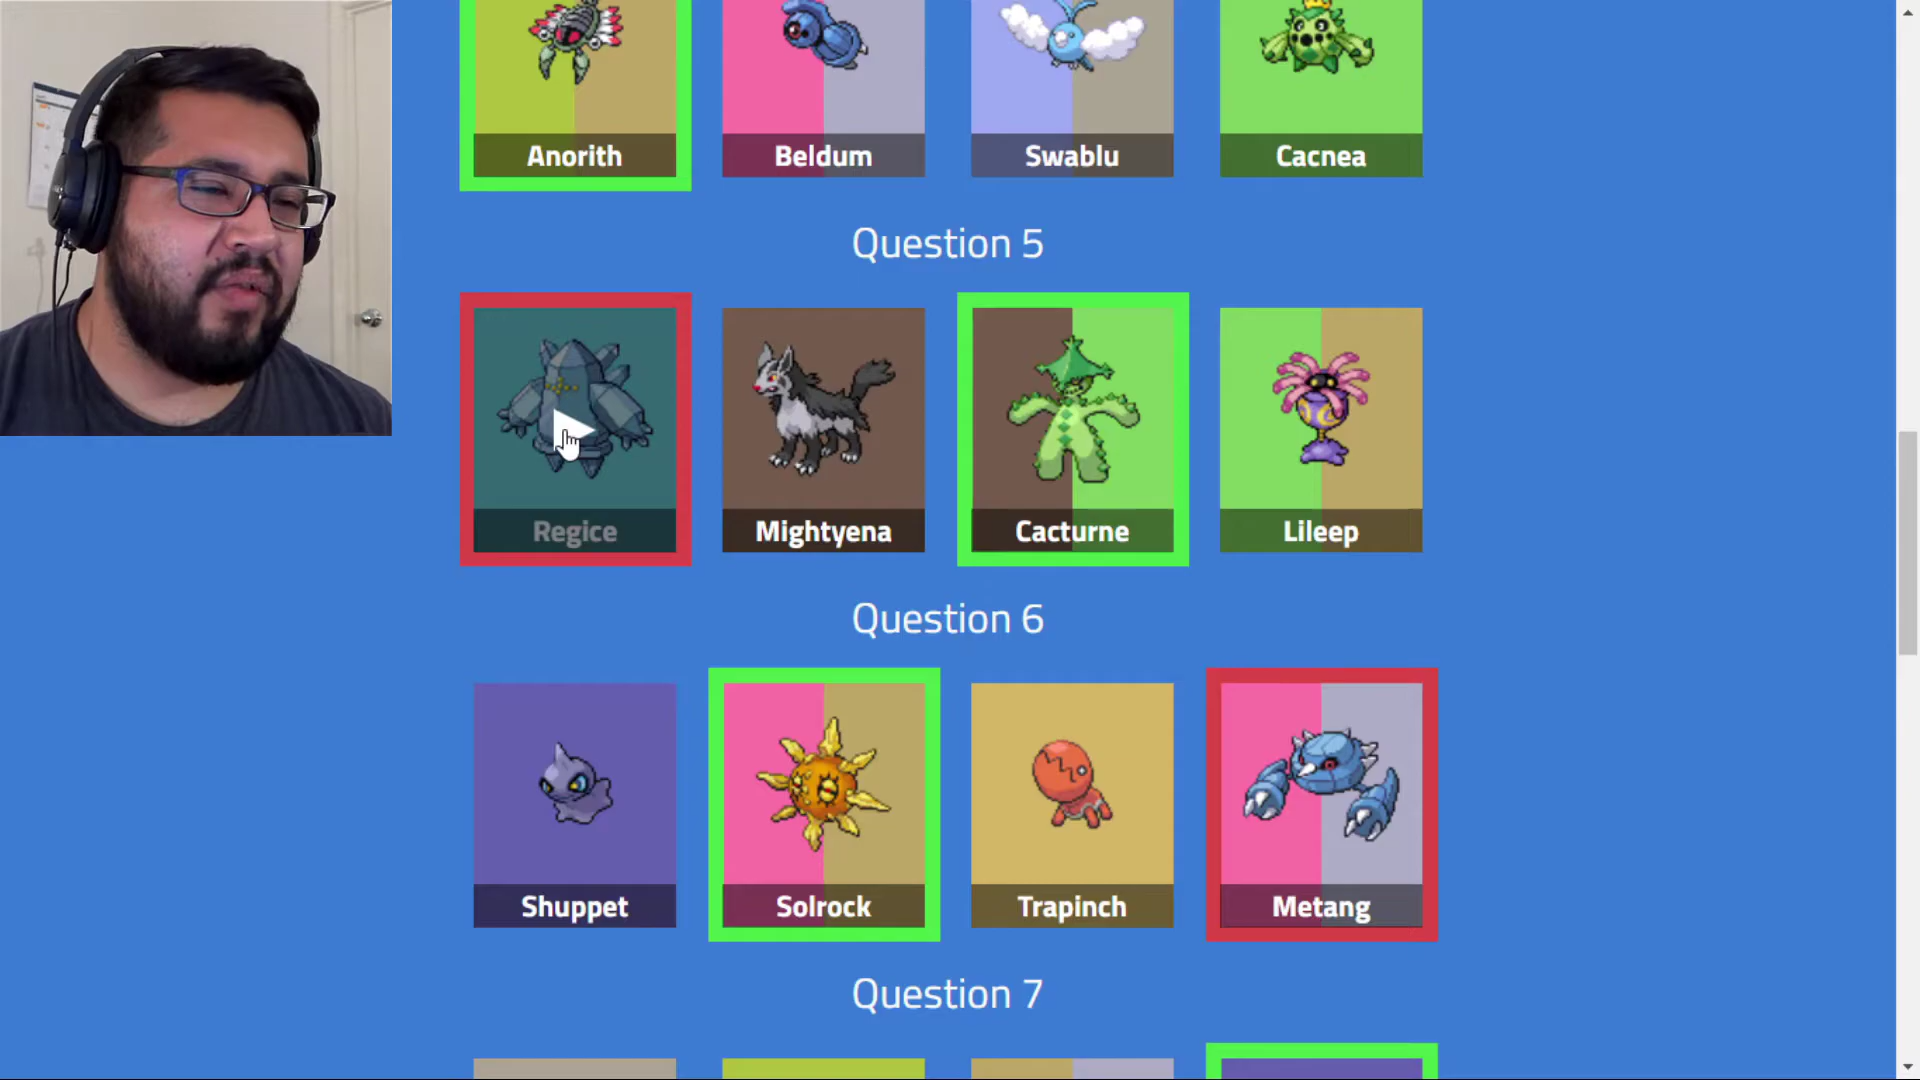 Anorith Beldum Swablu Cacnea
Question 5
Regice Mightyena Cacturne Lileep
Question 6
Shuppet Solrock Trapinch Metang
Question 7